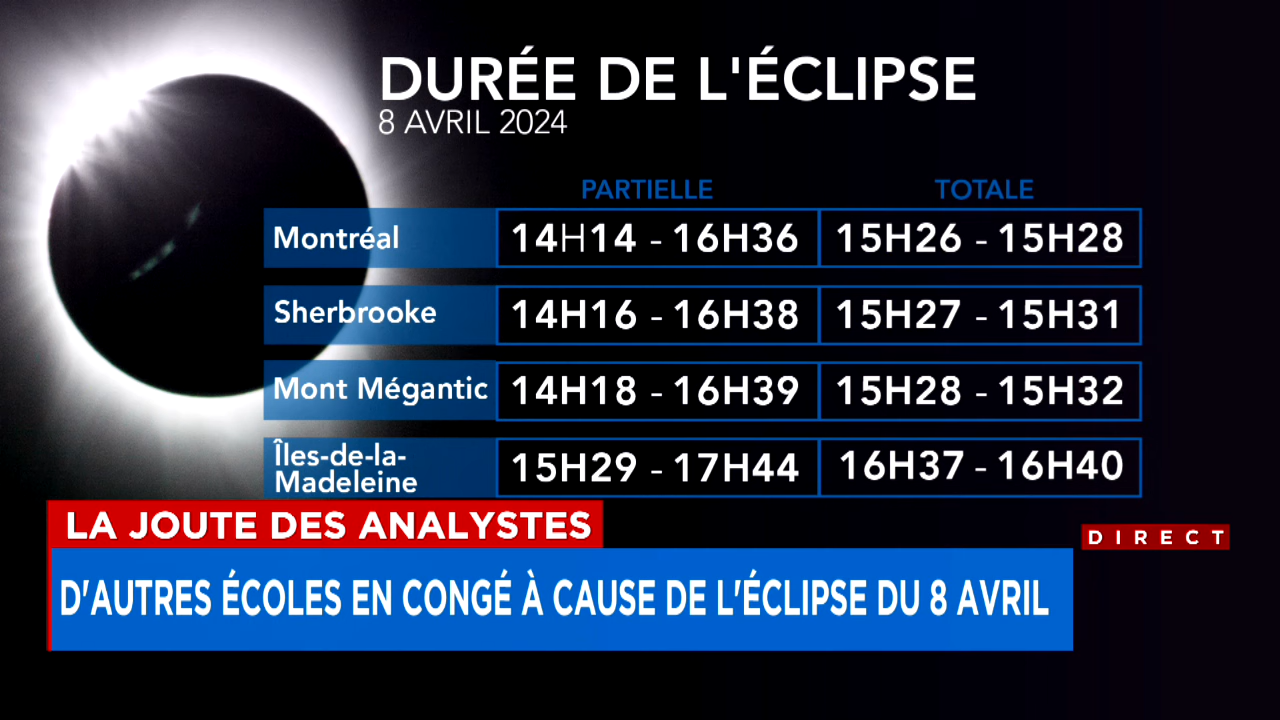 DURÉE DE L'ÉCLIPSE
8 AVRIL 2024
PARTIELLE TOTALE
Montréal 14H14 - 16H36 15H26 - 15H28
Sherbrooke 14H16 - 16H38 15H27 - 15H31
Mont Mégantic 14H18 - 16H39 15H28 - 15H32
Îles-de-la-
Madeleine 15H29 - 17H44 16H37 - 16H40
LA JOUTE DES ANALYSTES
DIRECT
D'AUTRES ÉCOLES EN CONGÉ À CAUSE DE L'ÉCLIPSE DU 8 AVRIL